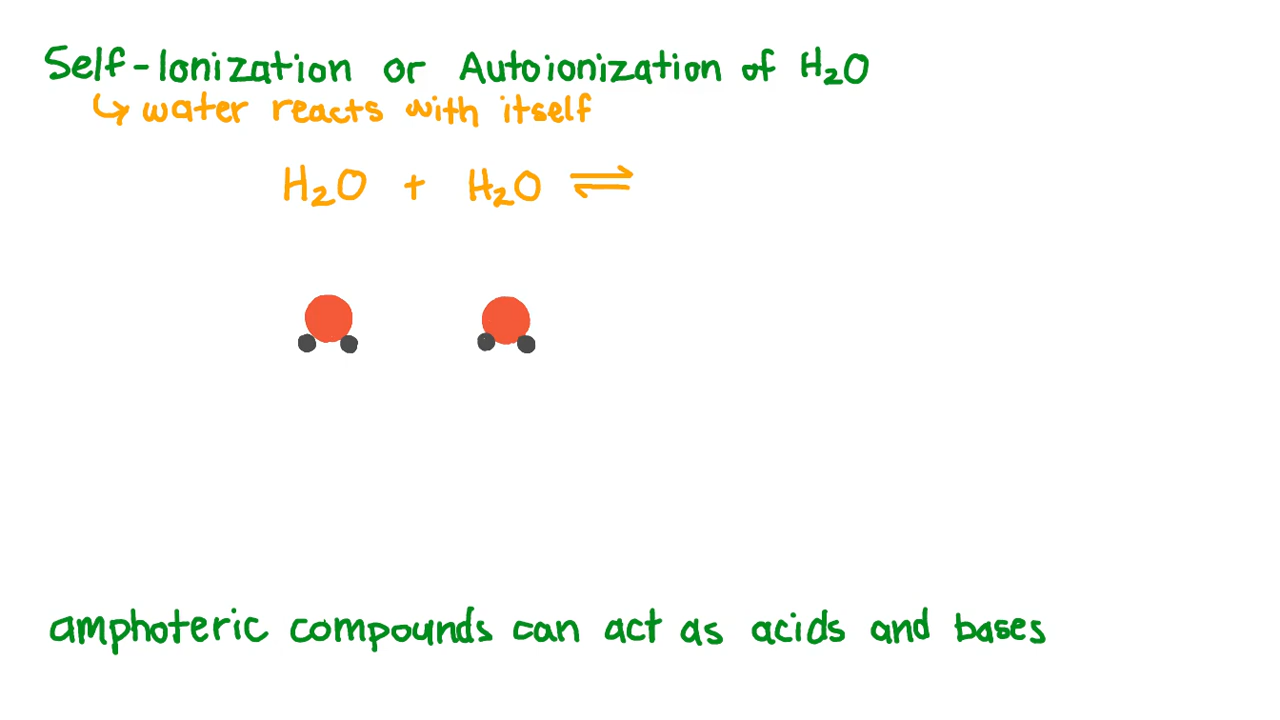 Self-Ionization or Autoionization of H₂O
↳ water reacts with itself
H₂O + H₂O ⇌
amphoteric compounds can act as acids and bases